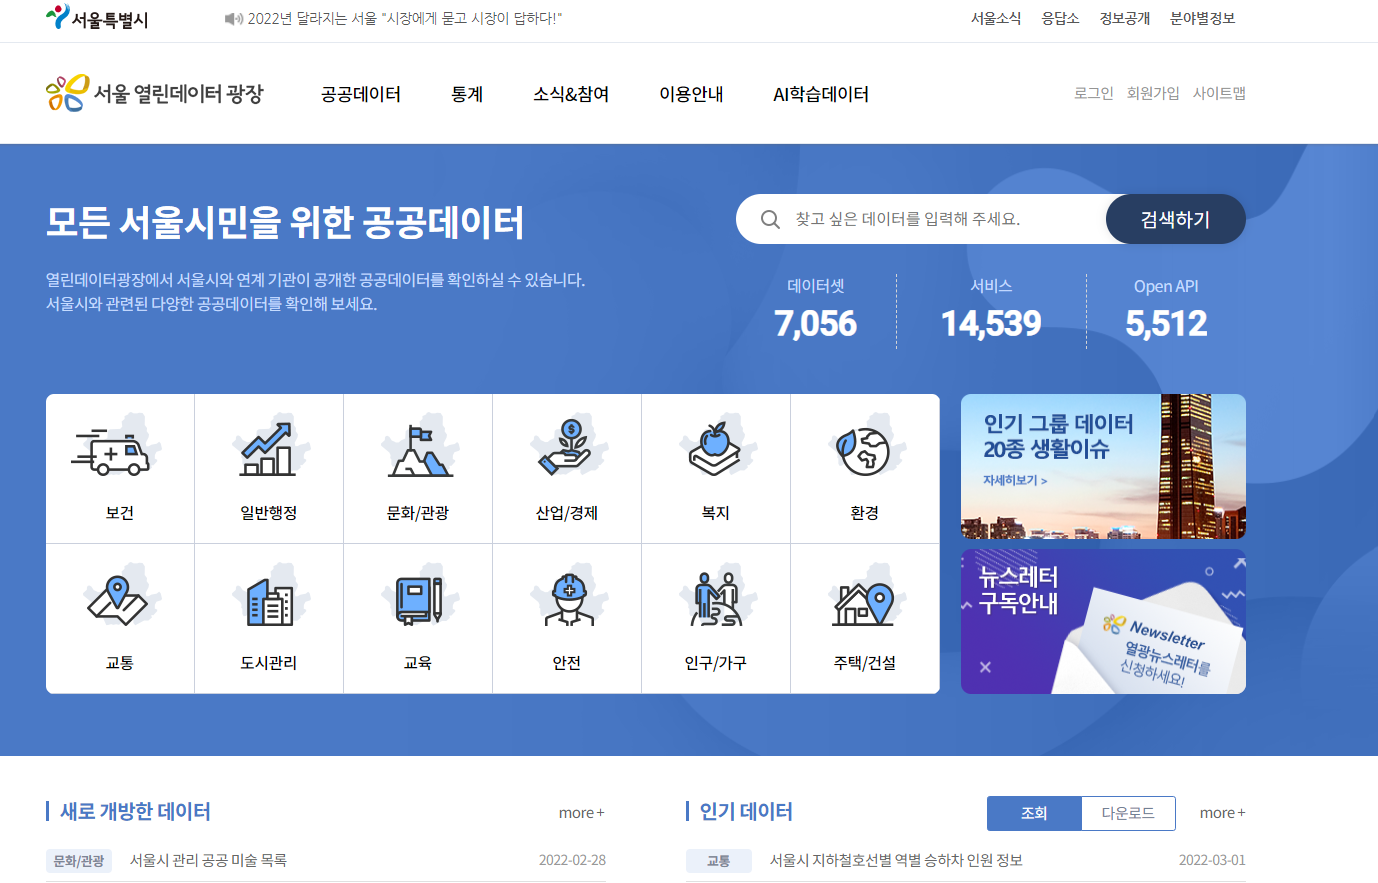 서울특별시
2022년 달라지는 서울 "시장에게 묻고 시장이 답하다!"
서울소식 응답소 정보공개 분야별정보
서울 열린데이터 광장
공공데이터 통계 소식&참여 이용안내 AI학습데이터
로그인 회원가입 사이트맵
모든 서울시민을 위한 공공데이터
열린데이터광장에서 서울시와 연계 기관이 공개한 공공데이터를 확인하실 수 있습니다.
서울시와 관련된 다양한 공공데이터를 확인해 보세요.
찾고 싶은 데이터를 입력해 주세요.
검색하기
데이터셋 서비스 Open API
7,056 14,539 5,512
보건 일반행정 문화/관광 산업/경제 복지 환경
교통 도시관리 교육 안전 인구/가구 주택/건설
인기 그룹 데이터
20종 생활이슈
자세히보기 >
뉴스레터
구독안내
Newsletter
열광뉴스레터를
신청하세요!
새로 개방한 데이터 more +
문화/관광 서울시 관리 공공 미술 목록 2022-02-28
인기 데이터 조회 다운로드 more +
교통 서울시 지하철호선별 역별 승하차 인원 정보 2022-03-01